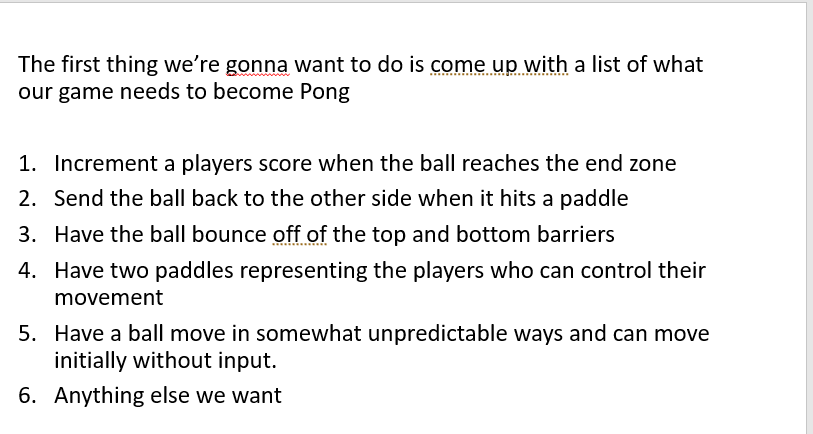 The first thing we’re gonna want to do is come up with a list of what
our game needs to become Pong
1. Increment a players score when the ball reaches the end zone
2. Send the ball back to the other side when it hits a paddle
3. Have the ball bounce off of the top and bottom barriers
4. Have two paddles representing the players who can control their
movement
5. Have a ball move in somewhat unpredictable ways and can move
initially without input.
6. Anything else we want